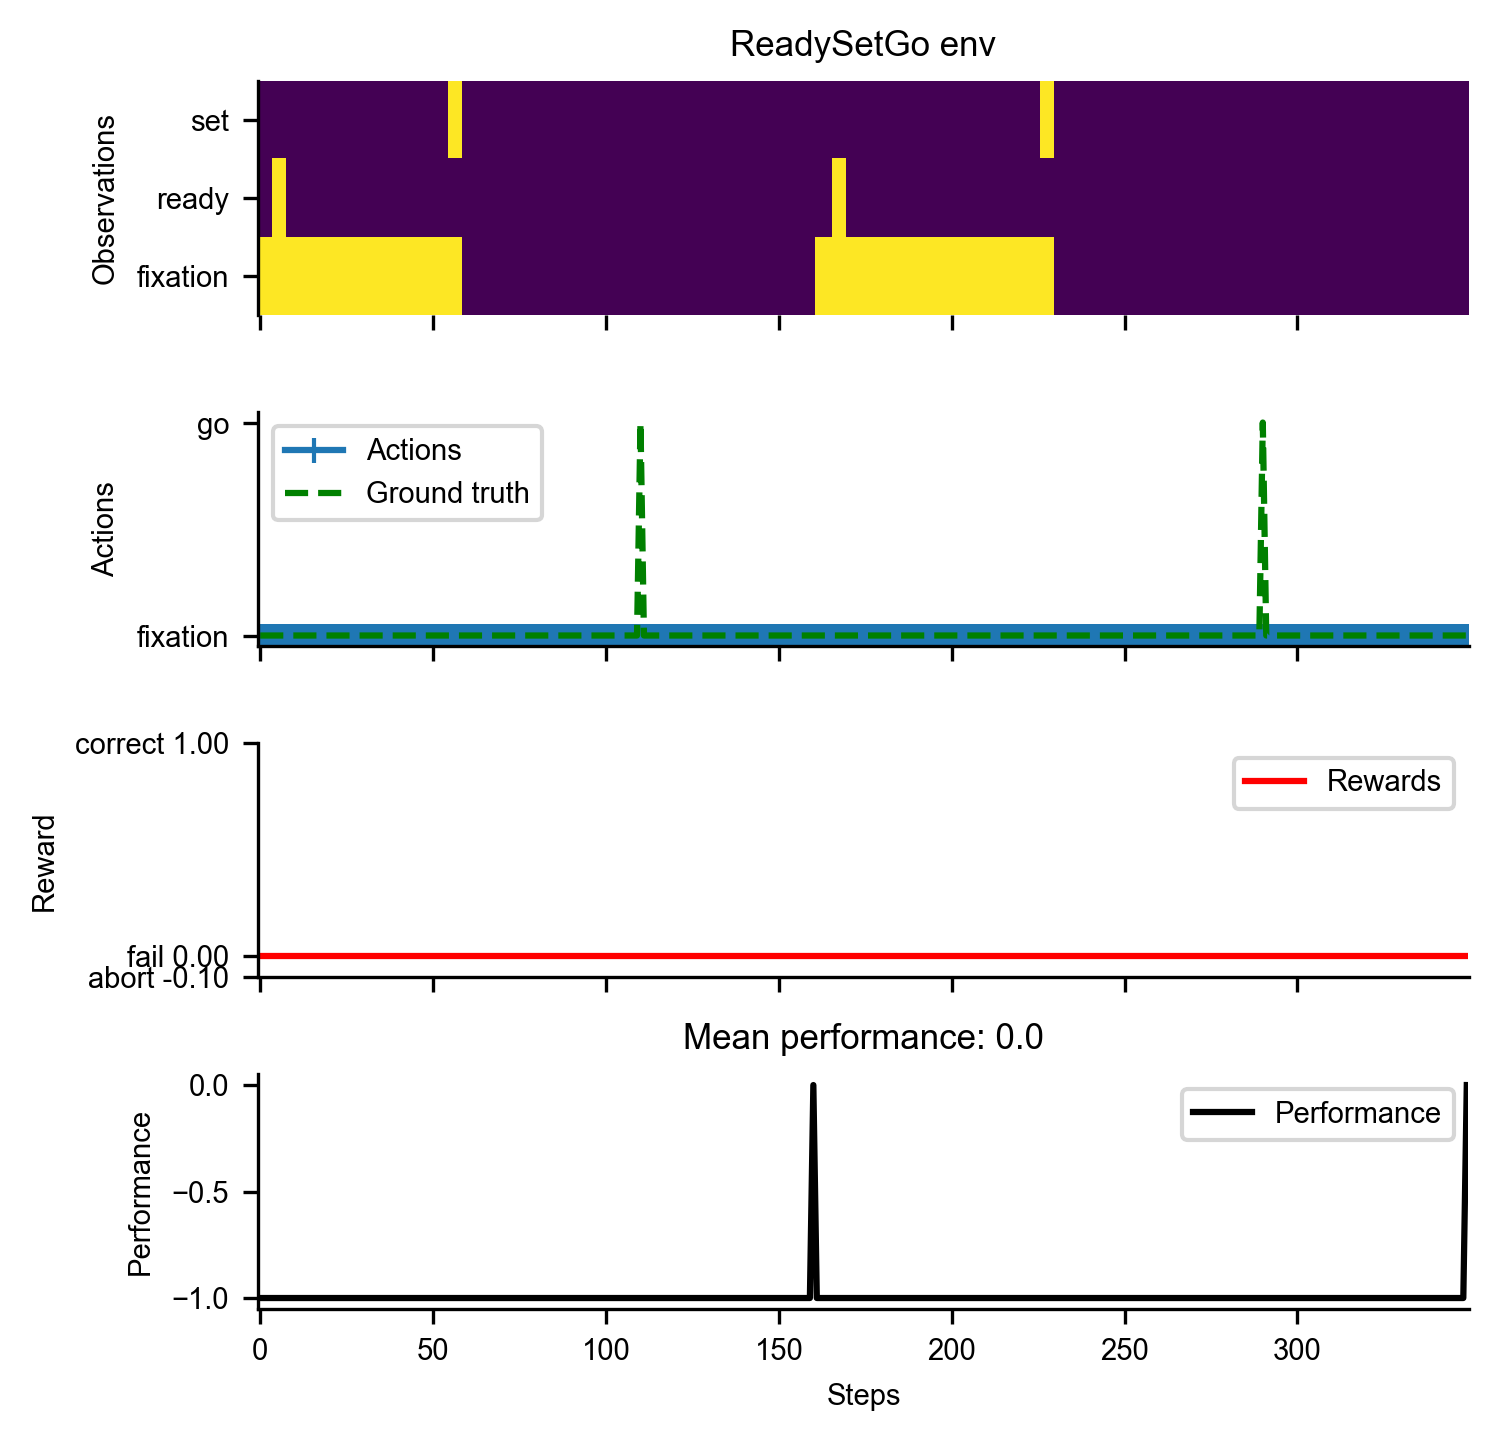 ReadySetGo env
Observations
set
ready
fixation
Actions
go
fixation
Actions
Ground truth
Reward
correct 1.00
fail 0.00
abort -0.10
Rewards
Mean performance: 0.0
Performance
0.0
−0.5
−1.0
Performance
0 50 100 150 200 250 300
Steps